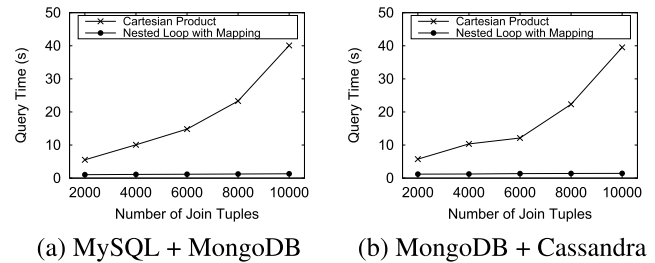 Cartesian Product
Nested Loop with Mapping
50
40
30
20
10
0
Query Time (s)
2000 4000 6000 8000 10000
Number of Join Tuples
(a) MySQL + MongoDB
Cartesian Product
Nested Loop with Mapping
50
40
30
20
10
0
Query Time (s)
2000 4000 6000 8000 10000
Number of Join Tuples
(b) MongoDB + Cassandra